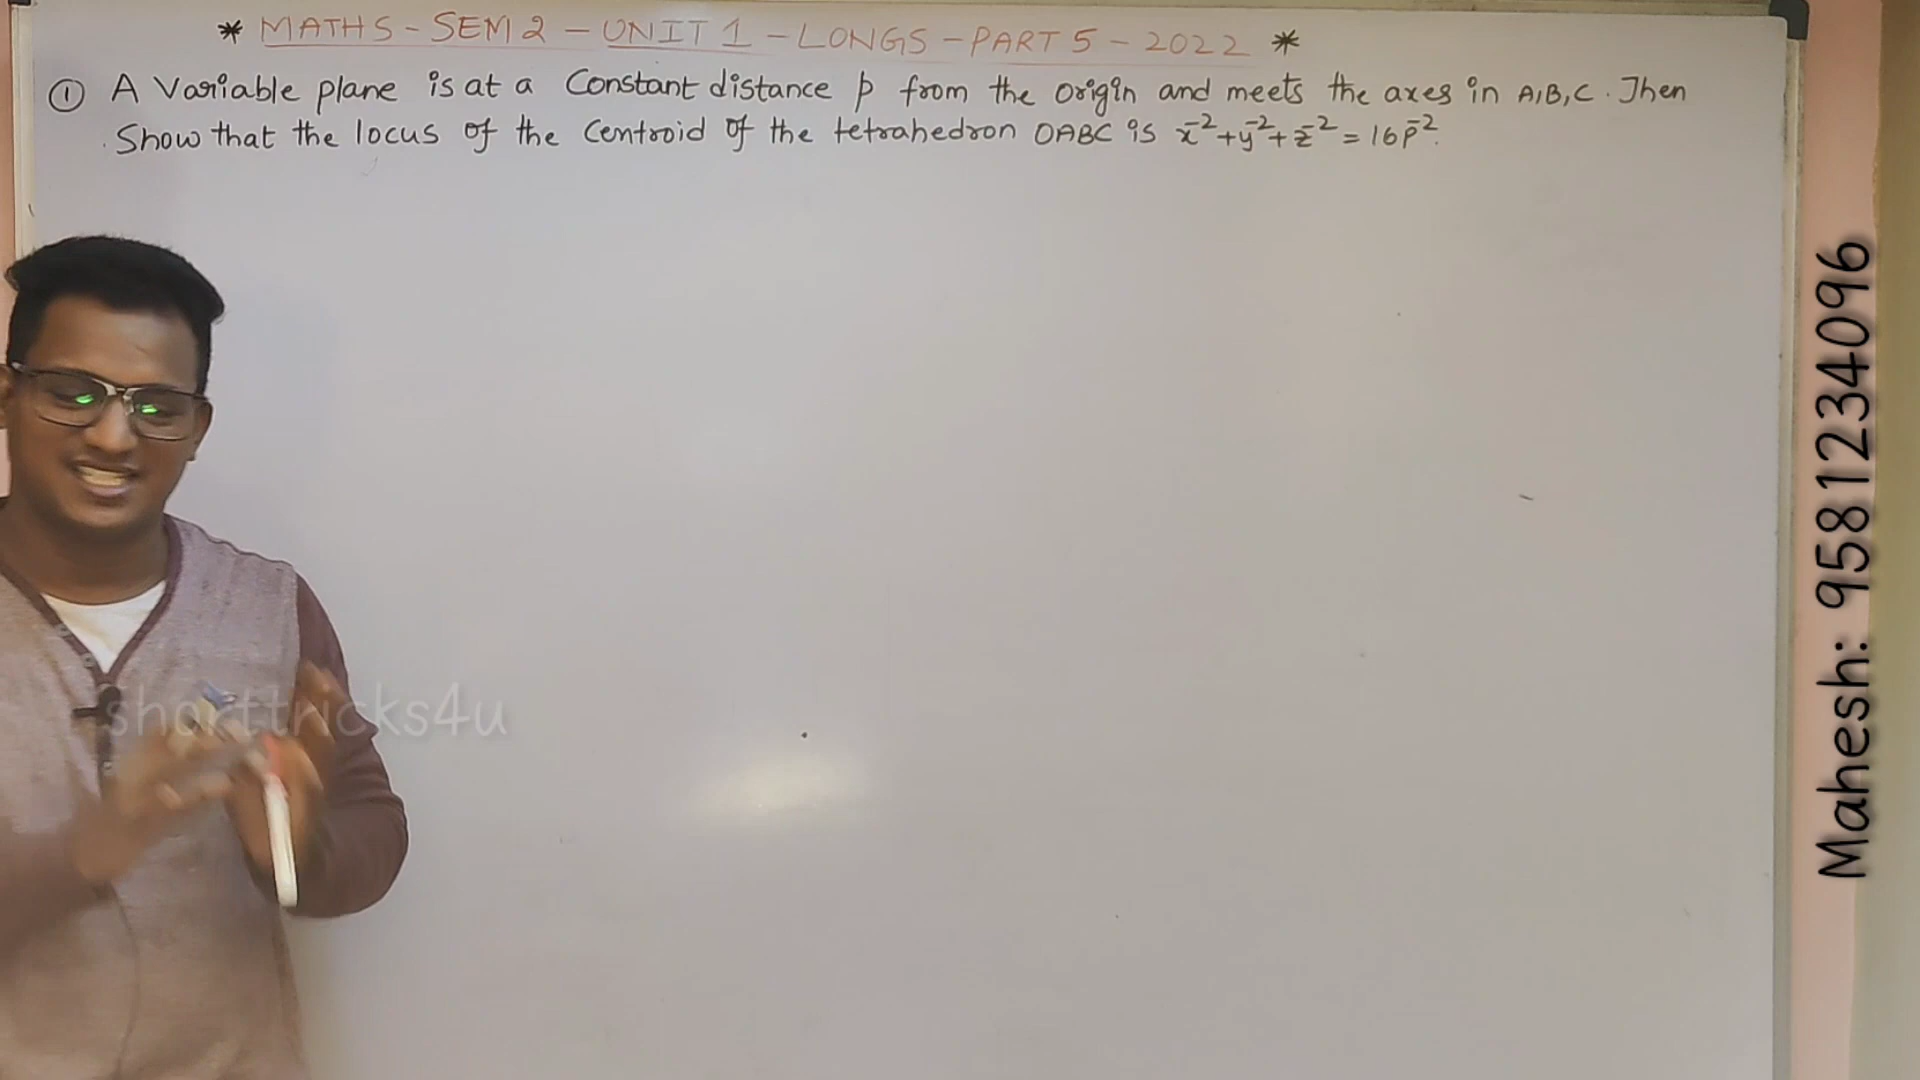 * MATHS - SEM 2 - UNIT 1 - LONGS - PART 5 - 2022 *
① A Variable plane is at a Constant distance p from the origin and meets the axes in A,B,C. Then
Show that the locus of the Centroid of the tetrahedron OABC is x⁻²+y⁻²+z⁻² = 16p⁻².
shorttricks4u
Mahesh: 9581234096